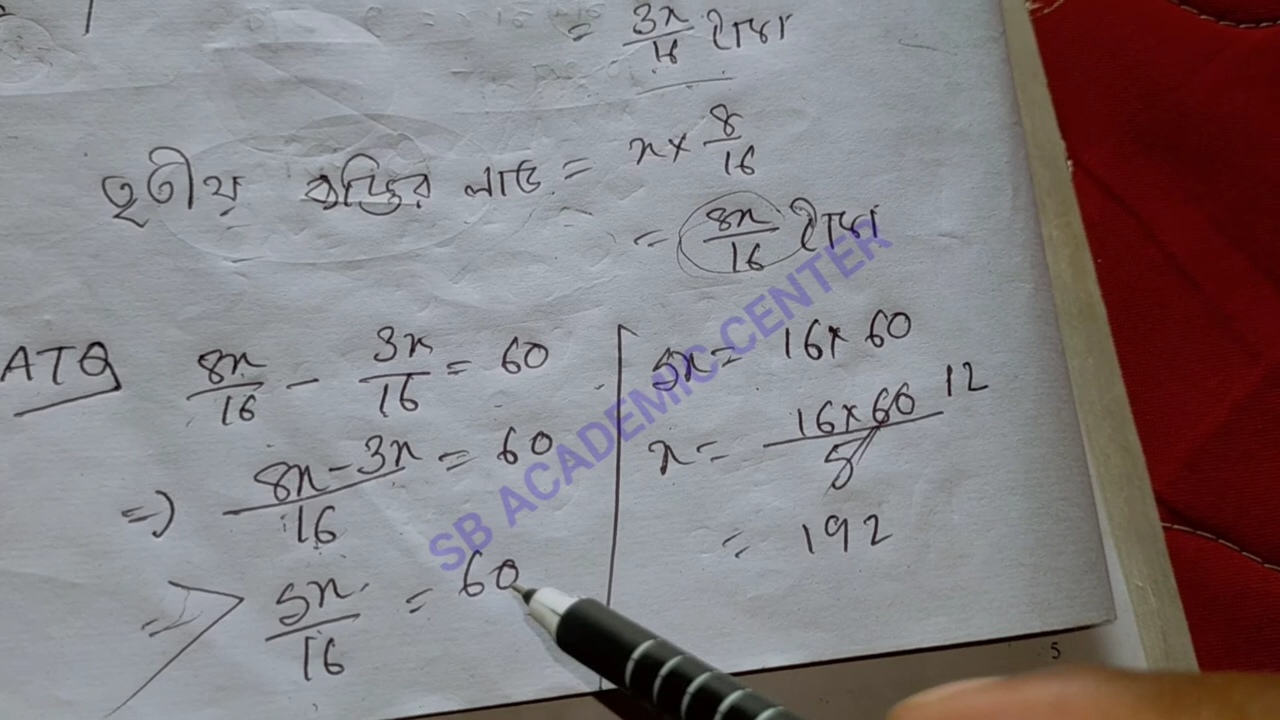 = 3x/16 টাকা
তৃতীয় ব্যক্তির লাভ = x × 8/16
= 8x/16 টাকা
ATQ 8x/16 - 3x/16 = 60
=> (8x - 3x)/16 = 60
=> 5x/16 = 60
5x = 16 × 60
x = (16 × 60)/5 12
= 192
SB ACADEMIC CENTER
5